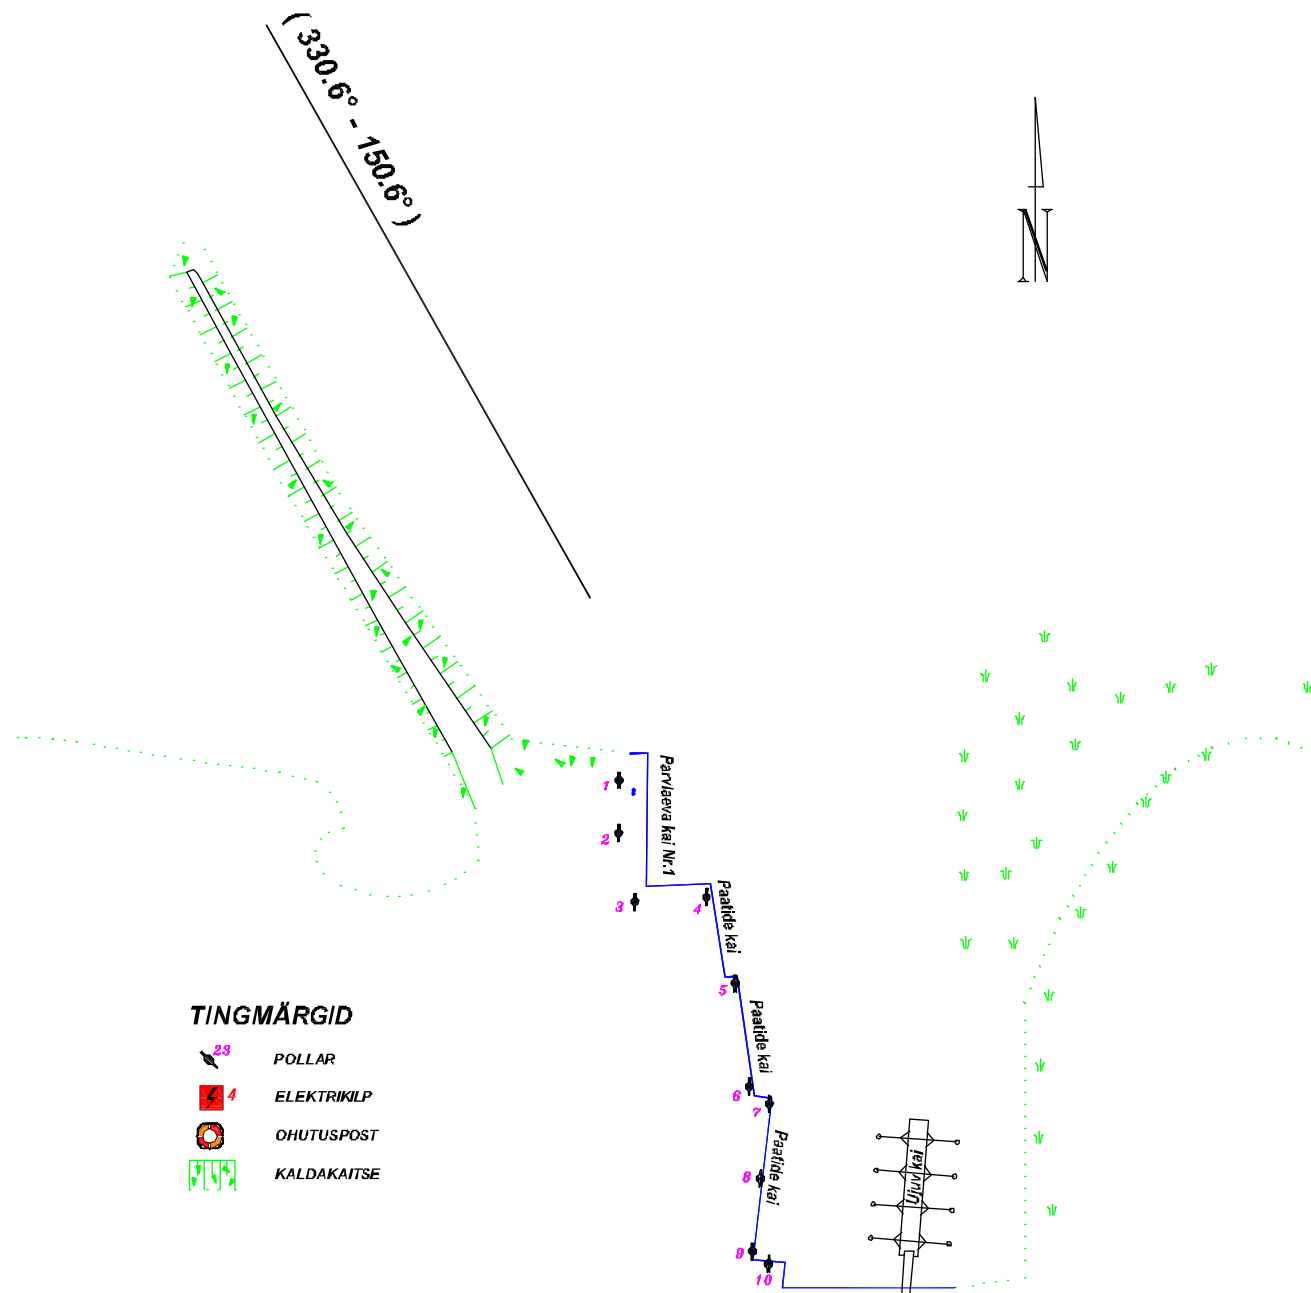 ( 330.6° - 150.6° )
N
1
Parvlaeva kai Nr.1
2
3
4
Paatide kai
5
Paatide kai
6
7
Paatide kai
8
9
10
Ujuv kai
TINGMÄRGID
23 POLLAR
4 ELEKTRIKILP
OHUTUSPOST
KALDAKAITSE